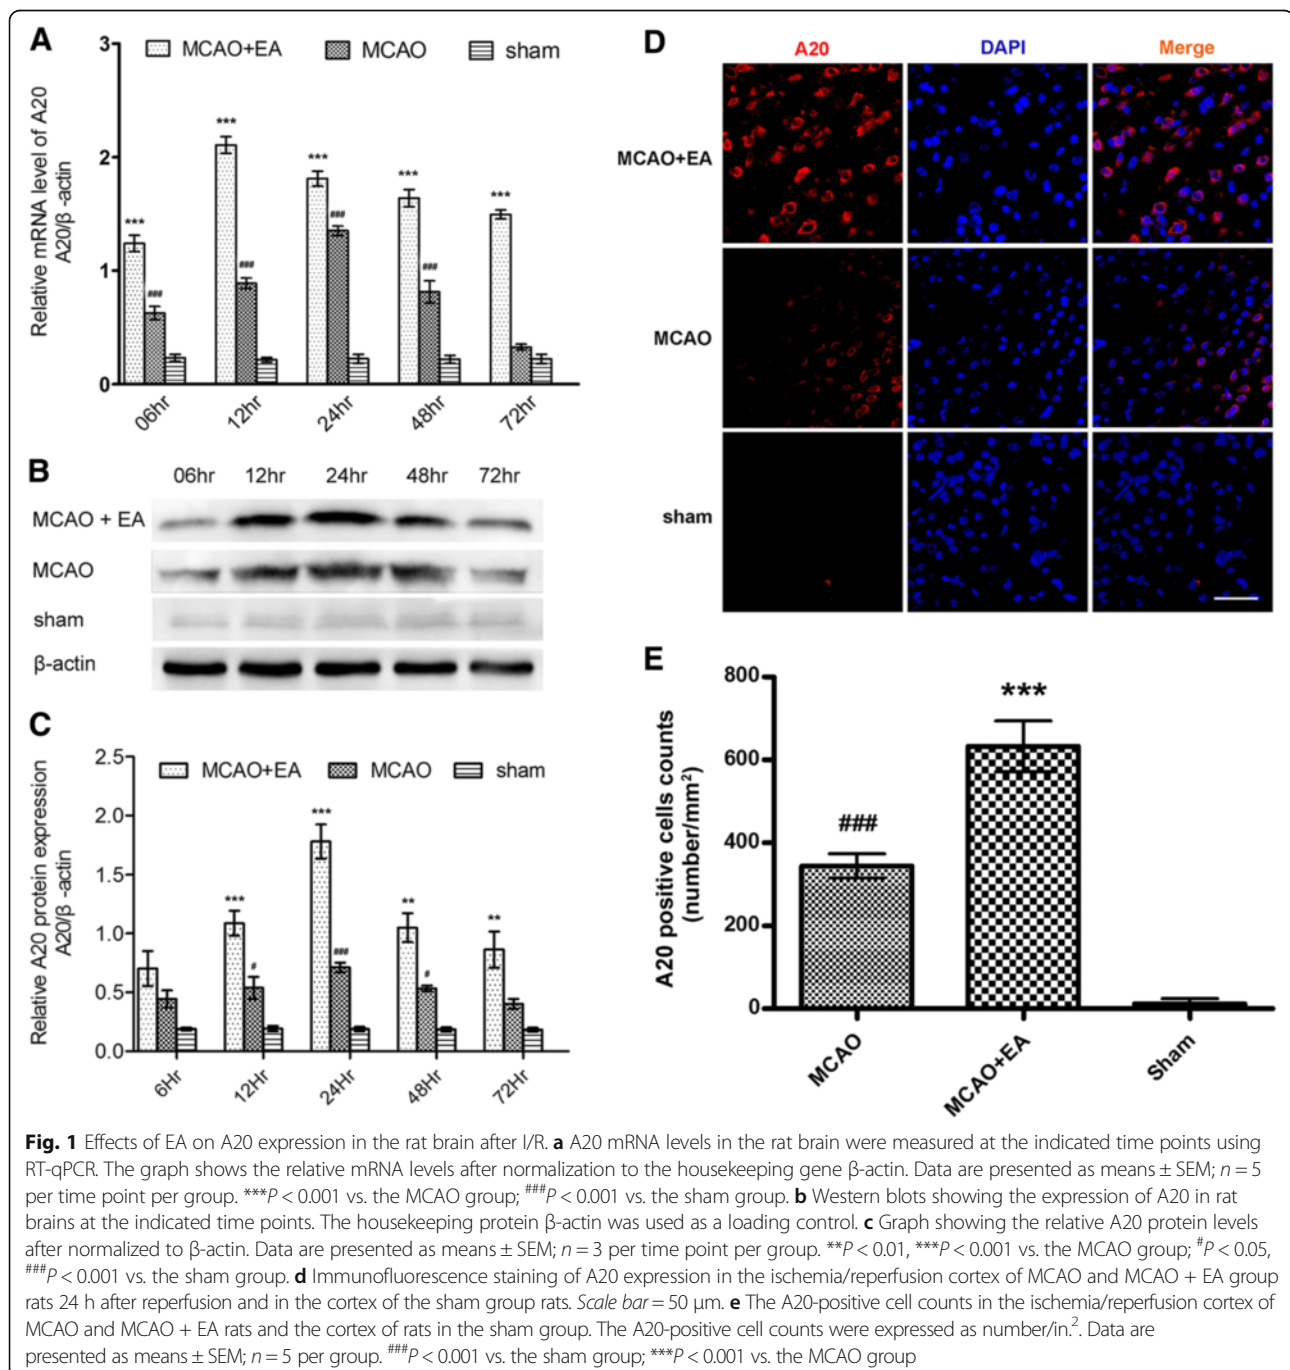 A
3
MCAO+EA
MCAO
sham
Relative mRNA level of A20
A20/β -actin
***
***
***
***
***
###
###
###
###
2
1
0
06hr
12hr
24hr
48hr
72hr
B
06hr 12hr 24hr 48hr 72hr
MCAO + EA
MCAO
sham
β-actin
C
2.5
MCAO+EA
MCAO
sham
Relative A20 protein expression
A20/β -actin
2.0
1.5
1.0
0.5
0.0
***
***
**
**
#
###
#
6Hr
12Hr
24Hr
48Hr
72Hr
D
A20
DAPI
Merge
MCAO+EA
MCAO
sham
E
A20 positive cells counts
(number/mm²)
800
600
400
200
0
###
***
MCAO
MCAO+EA
Sham
Fig. 1 Effects of EA on A20 expression in the rat brain after I/R. a A20 mRNA levels in the rat brain were measured at the indicated time points using
RT-qPCR. The graph shows the relative mRNA levels after normalization to the housekeeping gene β-actin. Data are presented as means ± SEM; n = 5
per time point per group. ***P < 0.001 vs. the MCAO group; ###P < 0.001 vs. the sham group. b Western blots showing the expression of A20 in rat
brains at the indicated time points. The housekeeping protein β-actin was used as a loading control. c Graph showing the relative A20 protein levels
after normalized to β-actin. Data are presented as means ± SEM; n = 3 per time point per group. **P < 0.01, ***P < 0.001 vs. the MCAO group; #P < 0.05,
###P < 0.001 vs. the sham group. d Immunofluorescence staining of A20 expression in the ischemia/reperfusion cortex of MCAO and MCAO + EA group
rats 24 h after reperfusion and in the cortex of the sham group rats. Scale bar = 50 μm. e The A20-positive cell counts in the ischemia/reperfusion cortex of
MCAO and MCAO + EA rats and the cortex of rats in the sham group. The A20-positive cell counts were expressed as number/in.². Data are
presented as means ± SEM; n = 5 per group. ###P < 0.001 vs. the sham group; ***P < 0.001 vs. the MCAO group